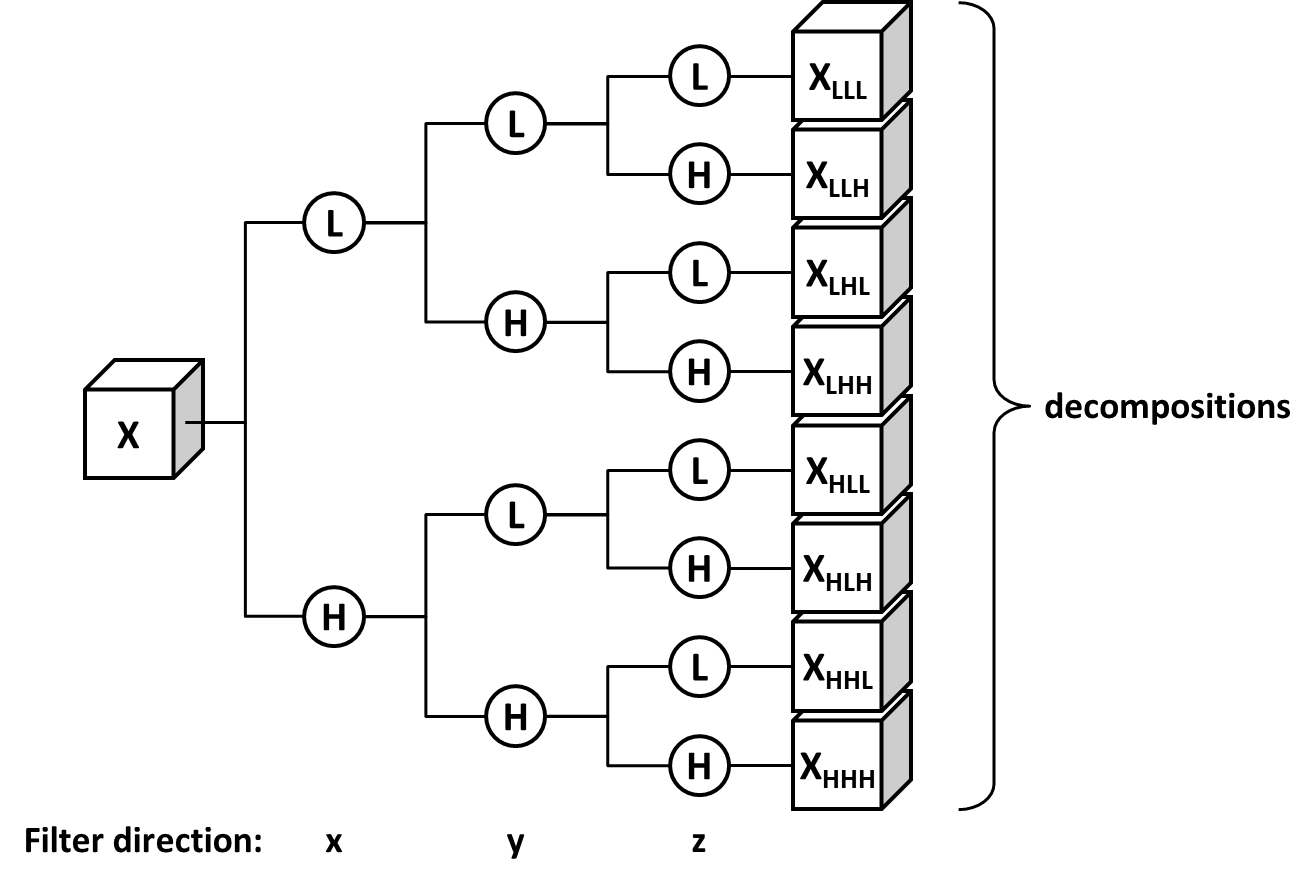 X
L
H
L
H
L
H
L
H
L
H
L
H
L
H
X_LLL
X_LLH
X_LHL
X_LHH
X_HLL
X_HLH
X_HHL
X_HHH
decompositions
Filter direction: x y z